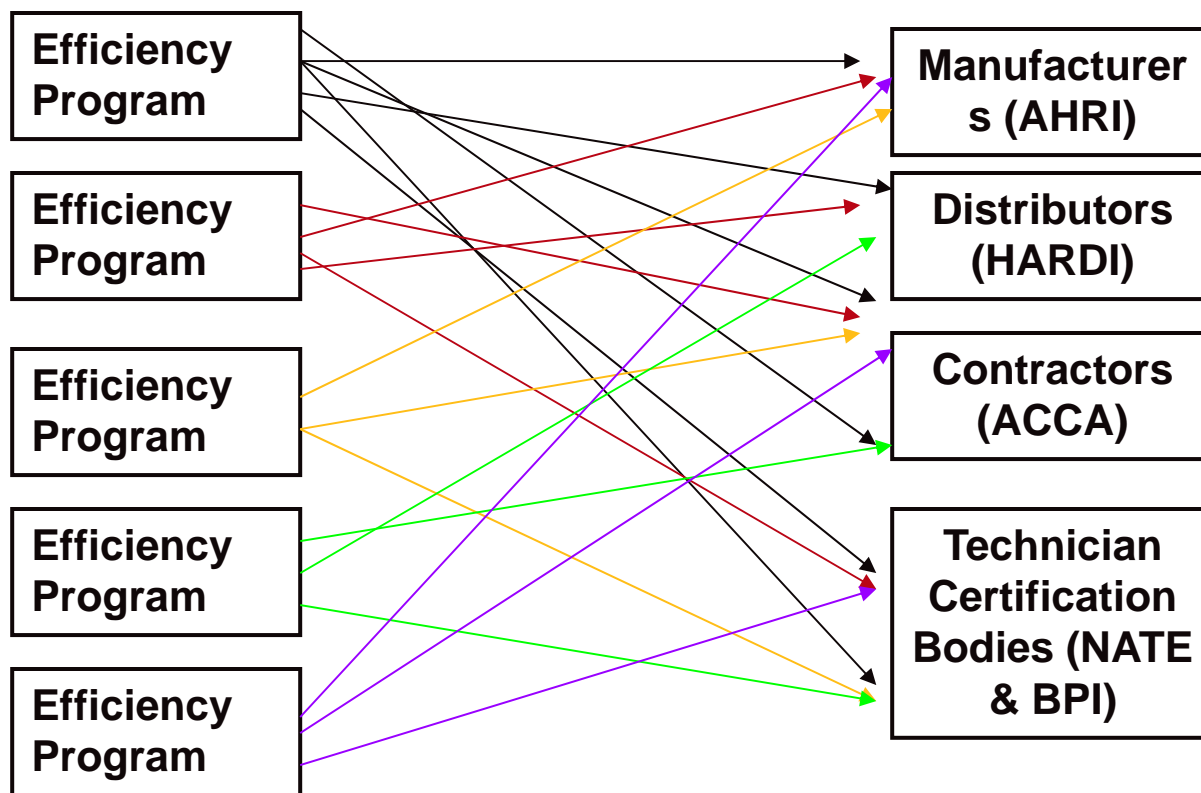 Efficiency
Program
Efficiency
Program
Efficiency
Program
Efficiency
Program
Efficiency
Program
Manufacturer
s (AHRI)
Distributors
(HARDI)
Contractors
(ACCA)
Technician
Certification
Bodies (NATE
& BPI)